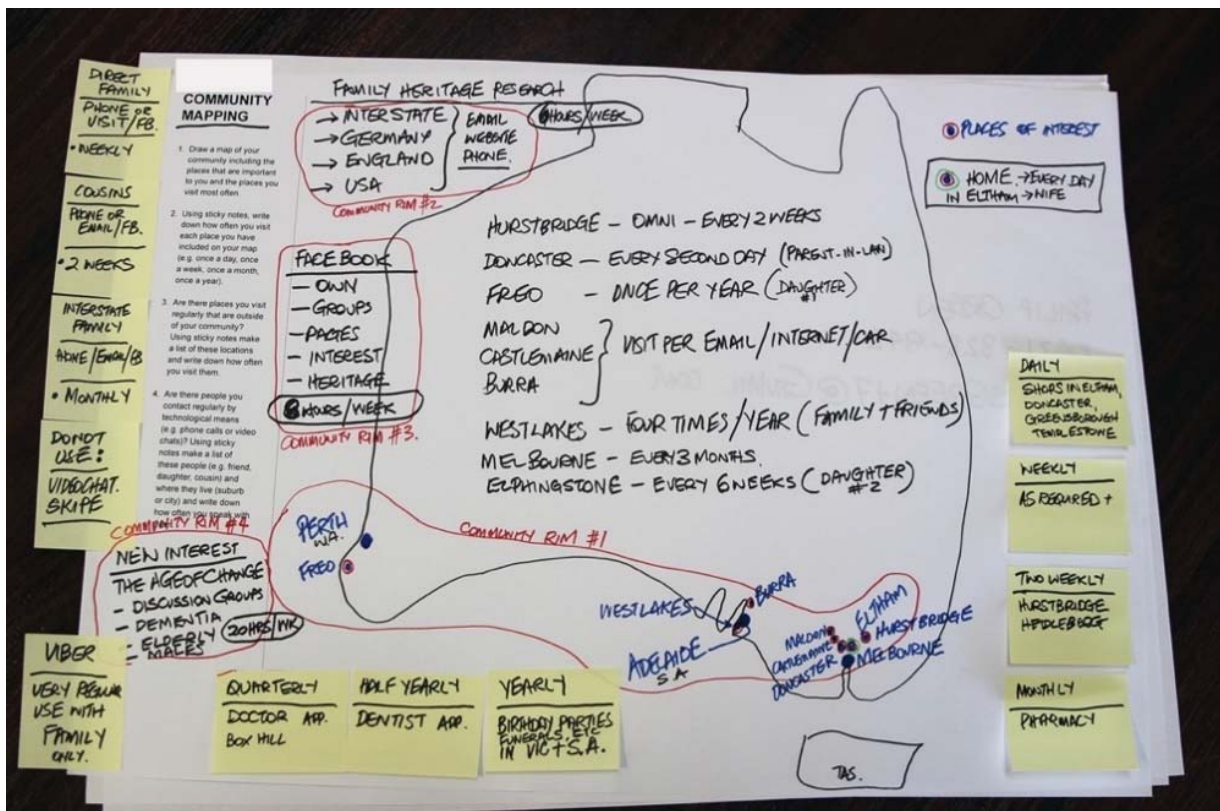 DIRECT
FAMILY
PHONE OR
VISIT/FB.
• WEEKLY
COUSINS
PHONE OR
EMAIL/FB.
• 2 WEEKS
INTERSTATE
FAMILY
• MONTHLY
DO NOT
USE:
VIDEOCHAT.
SKIPE
VIBER
VERY REGULAR
USE WITH
FAMILY
ONLY.
COMMUNITY
MAPPING
1. Draw a map of your
community including the
places that are important
to you and the places you
visit most often.
2. Using sticky notes, write
down how often you visit
each place you have
included on your map
(e.g. once a day, once
a week, once a month,
once a year).
3. Are there places you visit
regularly that are outside
of your community?
Using sticky notes make
a list of these locations
and write down how often
you visit them.
4. Are there people you
contact regularly by
technological means
(e.g. phone calls or video
chats)? Using sticky
notes make a list of
these people (e.g. friend,
daughter, cousin) and
where they live (suburb
or city) and write down
how often you speak with
FAMILY HERITAGE RESEARCH
→ INTERSTATE
→ GERMANY
→ ENGLAND
→ USA
EMAIL
WEBSITE
PHONE.
6 HOURS/WEEK
COMMUNITY RIM #2
FACEBOOK
– OWN
– GROUPS
– PAGES
– INTEREST
– HERITAGE
8 HOURS/WEEK
COMMUNITY RIM #3.
COMMUNITY RIM #4
NEW INTEREST
THE AGE OF CHANGE
– DISCUSSION GROUPS
– DEMENTIA
– ELDERLY
– MALES
20 HRS/WK
HURSTBRIDGE – OMNI – EVERY 2 WEEKS
DONCASTER – EVERY SECOND DAY (PARENT-IN-LAW)
FREO – ONCE PER YEAR (DAUGHTER #1)
MALDON
CASTLEMAINE
BURRA
VISIT PER EMAIL/INTERNET/CAR
WESTLAKES – FOUR TIMES/YEAR (FAMILY + FRIENDS)
MELBOURNE – EVERY 3 MONTHS.
ELPHINGSTONE – EVERY 6 WEEKS (DAUGHTER #2)
PLACES OF INTEREST
HOME. → EVERY DAY
IN ELTHAM → WIFE
COMMUNITY RIM #1
PERTH
W.A.
FREO
WESTLAKES
BURRA
ADELAIDE
S A
MALDON
CASTLEMAINE
DONCASTER
ELTHAM
HURSTBRIDGE
MELBOURNE
TAS.
DAILY
SHOPS IN ELTHAM,
DONCASTER,
GREENSBOROUGH
TEMPLESTOWE
WEEKLY
AS REQUIRED +
TWO WEEKLY
HURSTBRIDGE
HEIDLEBERG
MONTHLY
PHARMACY
QUARTERLY
DOCTOR APP.
BOX HILL
HALF YEARLY
DENTIST APP.
YEARLY
BIRTHDAY PARTIES
FUNERALS, ETC
IN VIC + S.A.